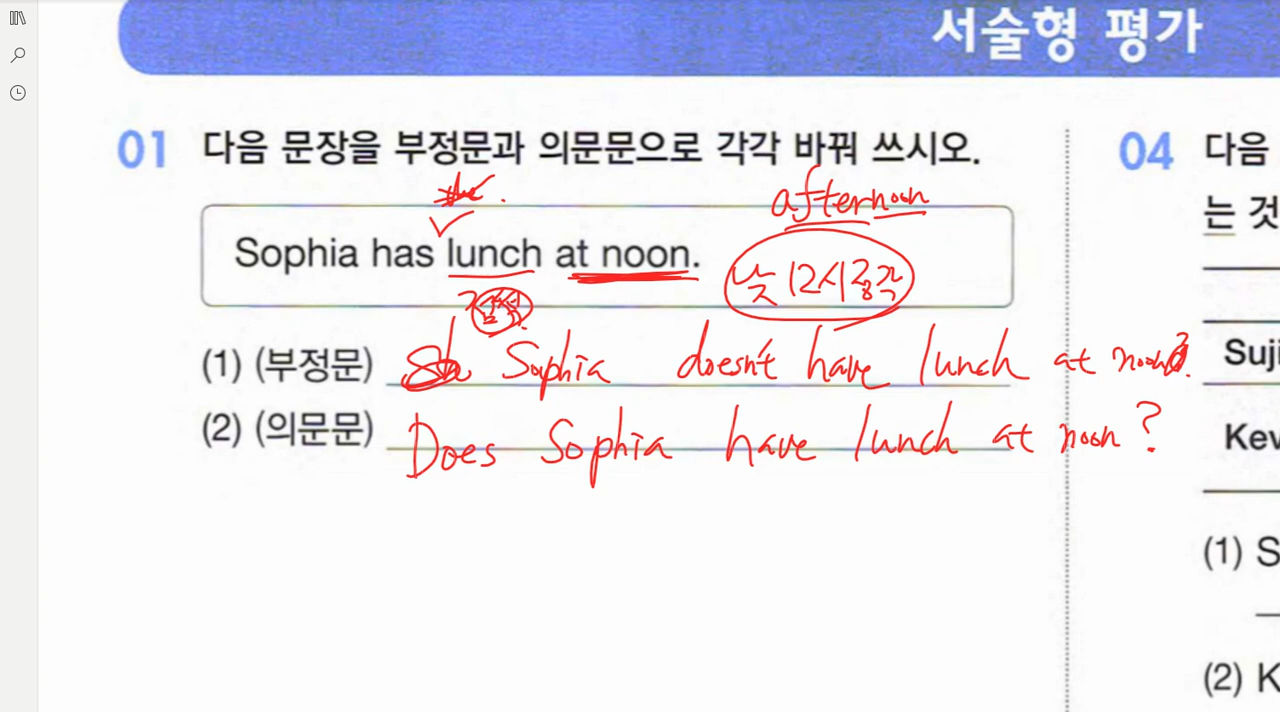 서술형 평가
01 다음 문장을 부정문과 의문문으로 각각 바꿔 쓰시오.
the.
afternoon
Sophia has lunch at noon.
낮 12시 정각
점심
(1) (부정문) Sophia doesn't have lunch at noon.
(2) (의문문) Does Sophia have lunch at noon?
04 다음
는 것
Suji
Kev
(1) S
(2) K